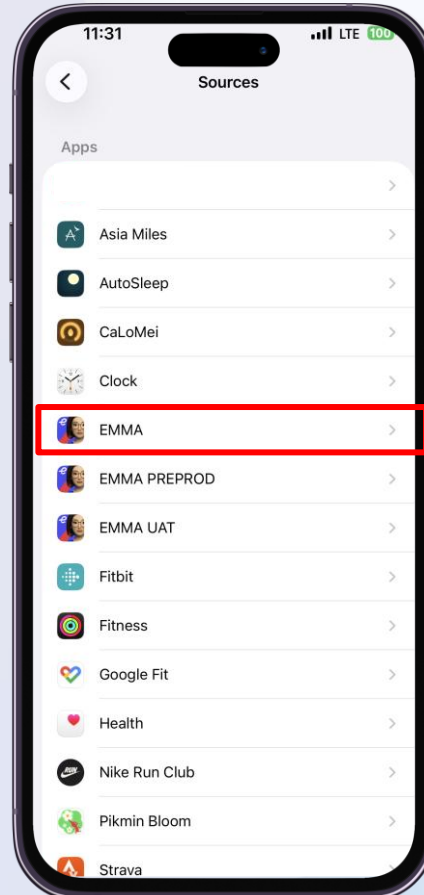 11:31
LTE
100
Sources
Apps
Asia Miles
AutoSleep
CaLoMei
Clock
EMMA
EMMA PREPROD
EMMA UAT
Fitbit
Fitness
Google Fit
Health
Nike Run Club
Pikmin Bloom
Strava